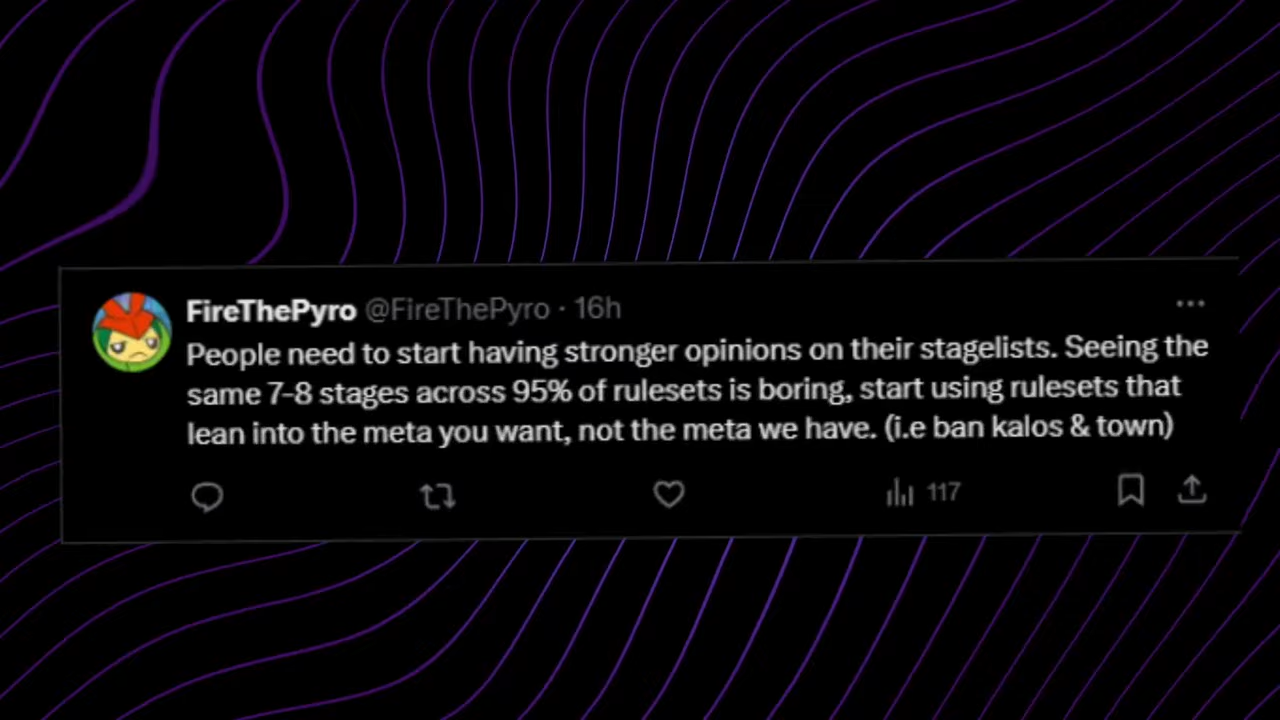 FireThePyro @FireThePyro · 16h
People need to start having stronger opinions on their stagelists. Seeing the
same 7-8 stages across 95% of rulesets is boring, start using rulesets that
lean into the meta you want, not the meta we have. (i.e ban kalos & town)
117